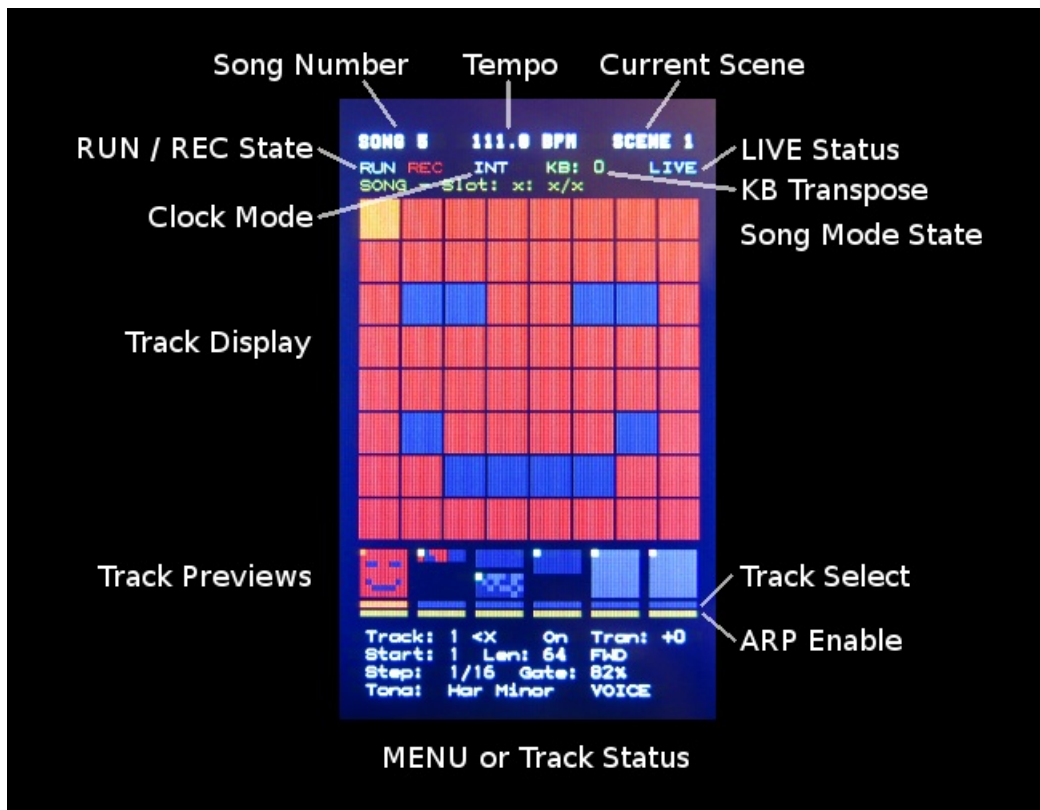 Song Number Tempo Current Scene
SONG 5 111.0 BPM SCENE 1
RUN / REC State
RUN REC INT KB: 0 LIVE
LIVE Status
SONG - Slot: x: x/x
KB Transpose
Clock Mode
Song Mode State
Track Display
Track Previews
Track Select
ARP Enable
Track: 1 <X On Tran: +0
Start: 1 Len: 64 FWD
Step: 1/16 Gate: 82%
Tona: Har Minor VOICE
MENU or Track Status